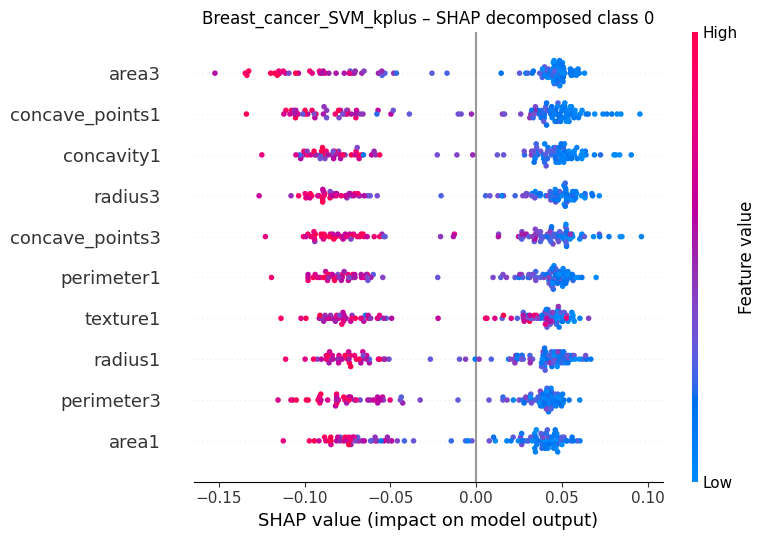 Breast_cancer_SVM_kplus – SHAP decomposed class 0
High
area3
concave_points1
concavity1
radius3
concave_points3
perimeter1
texture1
radius1
perimeter3
area1
Feature value
Low
−0.15 −0.10 −0.05 0.00 0.05 0.10
SHAP value (impact on model output)